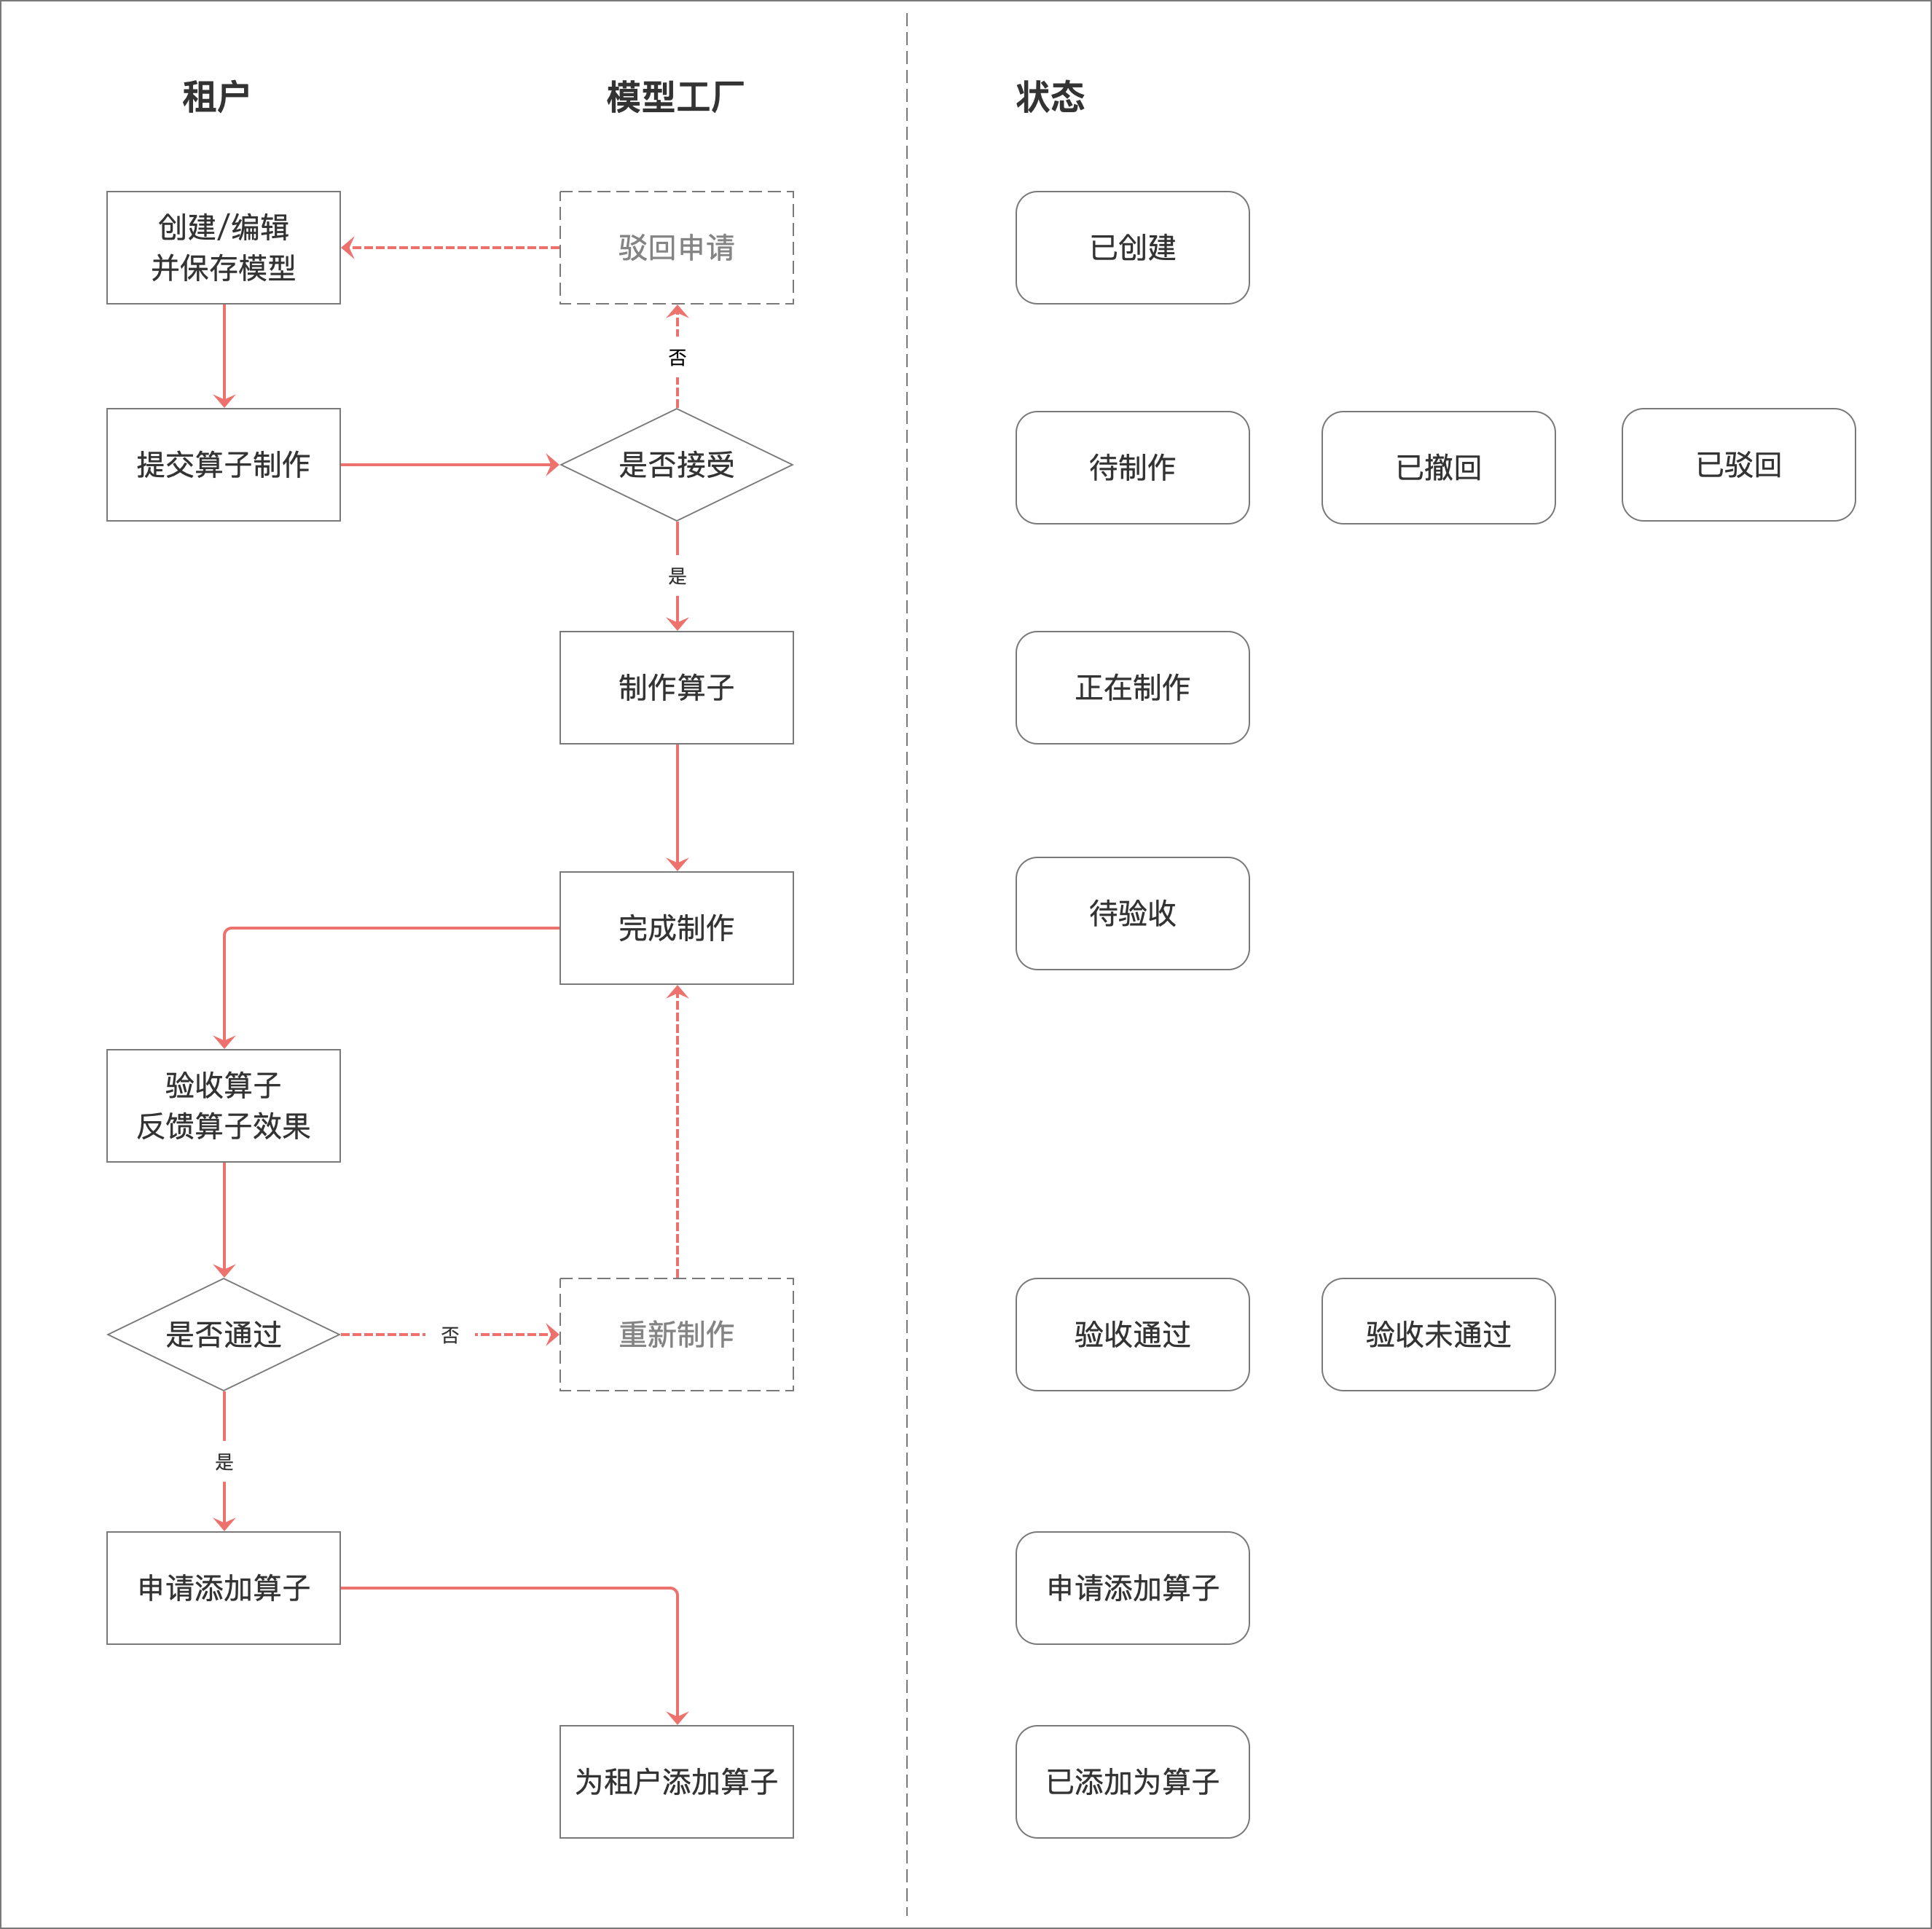 租户
模型工厂
状态
创建/编辑
并保存模型
驳回申请
已创建
否
提交算子制作
是否接受
待制作
已撤回
已驳回
是
制作算子
正在制作
完成制作
待验收
验收算子
反馈算子效果
是否通过
否
重新制作
验收通过
验收未通过
是
申请添加算子
申请添加算子
为租户添加算子
已添加为算子